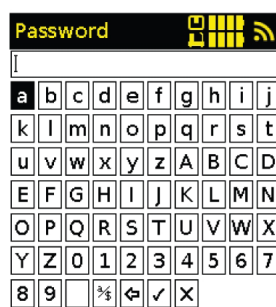 Password
a b c d e f g h i j
k l m n o p q r s t
u v w x y z A B C D
E F G H I J K L M N
O P Q R S T U V W X
Y Z 0 1 2 3 4 5 6 7
8 9 ª⁄§ ⇦ ✓ X